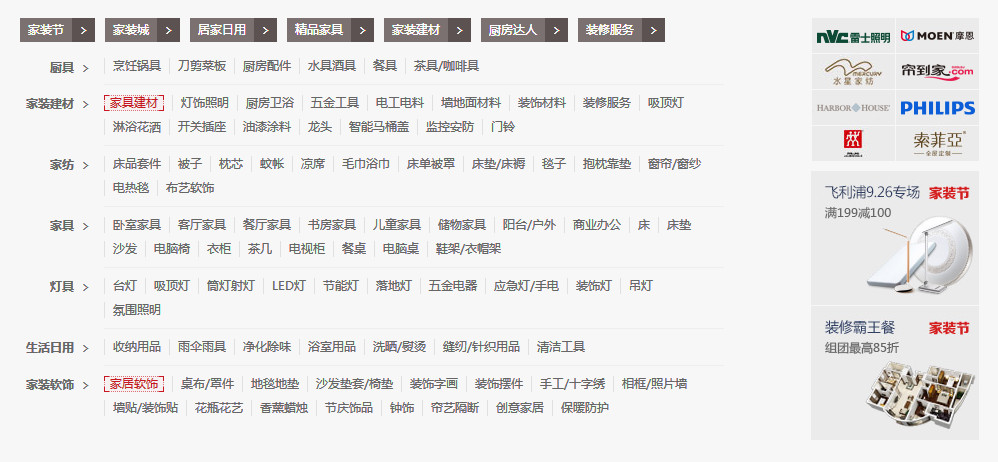 家装节 > 家装城 > 居家日用 > 精品家具 > 家装建材 > 厨房达人 > 装修服务 >
厨具 > 烹饪锅具 刀剪菜板 厨房配件 水具酒具 餐具 茶具/咖啡具
家装建材 > 家具建材 灯饰照明 厨房卫浴 五金工具 电工电料 墙地面材料 装饰材料 装修服务 吸顶灯
淋浴花洒 开关插座 油漆涂料 龙头 智能马桶盖 监控安防 门铃
家纺 > 床品套件 被子 枕芯 蚊帐 凉席 毛巾浴巾 床单被罩 床垫/床褥 毯子 抱枕靠垫 窗帘/窗纱
电热毯 布艺软饰
家具 > 卧室家具 客厅家具 餐厅家具 书房家具 儿童家具 储物家具 阳台/户外 商业办公 床 床垫
沙发 电脑椅 衣柜 茶几 电视柜 餐桌 电脑桌 鞋架/衣帽架
灯具 > 台灯 吸顶灯 筒灯射灯 LED灯 节能灯 落地灯 五金电器 应急灯/手电 装饰灯 吊灯
氛围照明
生活日用 > 收纳用品 雨伞雨具 净化除味 浴室用品 洗晒/熨烫 缝纫/针织用品 清洁工具
家装软饰 > 家居软饰 桌布/罩件 地毯地垫 沙发垫套/椅垫 装饰字画 装饰摆件 手工/十字绣 相框/照片墙
墙贴/装饰贴 花瓶花艺 香薰蜡烛 节庆饰品 钟饰 帘艺隔断 创意家居 保暖防护
NVC 雷士照明 MOEN 摩恩
MERCURY
水星家纺 帘到家.com
HARBOR HOUSE PHILIPS
索菲亞
全屋定制
飞利浦9.26专场 家装节
满199减100
装修霸王餐 家装节
组团最高85折